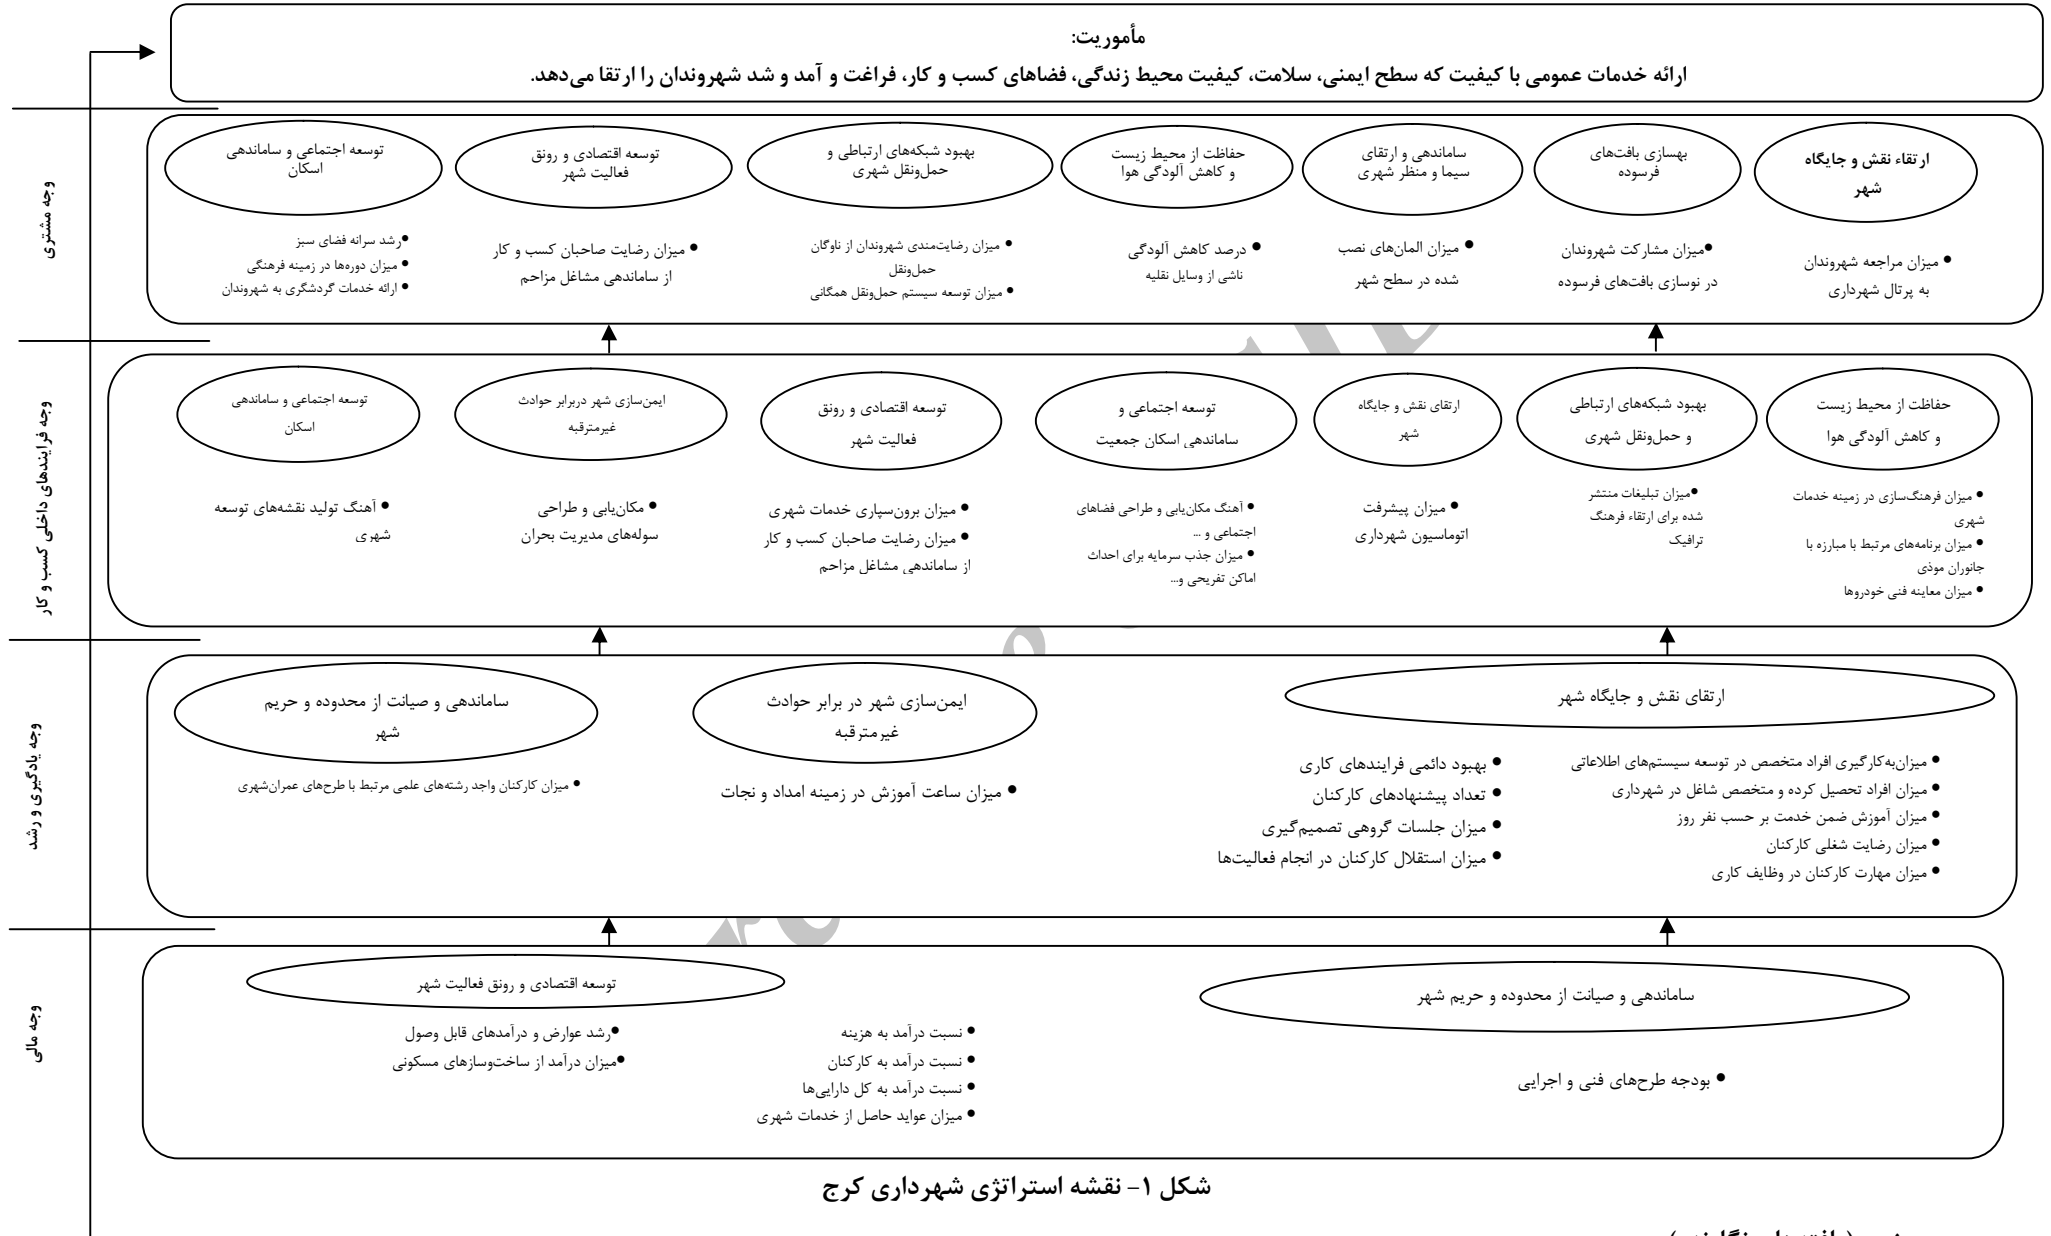 مأموریت:
ارائه خدمات عمومی با کیفیت که سطح ایمنی، سلامت، کیفیت محیط زندگی، فضاهای کسب و کار، فراغت و آمد و شد شهروندان را ارتقا می‌دهد.
وجه مشتری
ارتقاء نقش و جایگاه
شهر
● میزان مراجعه شهروندان
به پرتال شهرداری
بهسازی بافت‌های
فرسوده
●میزان مشارکت شهروندان
در نوسازی بافت‌های فرسوده
ساماندهی و ارتقای
سیما و منظر شهری
● میزان المان‌های نصب
شده در سطح شهر
حفاظت از محیط زیست
و کاهش آلودگی هوا
● درصد کاهش آلودگی
ناشی از وسایل نقلیه
بهبود شبکه‌های ارتباطی و
حمل‌ونقل شهری
● میزان رضایت‌مندی شهروندان از ناوگان
حمل‌ونقل
● میزان توسعه سیستم حمل‌ونقل همگانی
توسعه اقتصادی و رونق
فعالیت شهر
● میزان رضایت صاحبان کسب و کار
از ساماندهی مشاغل مزاحم
توسعه اجتماعی و ساماندهی
اسکان
●رشد سرانه فضای سبز
● میزان دوره‌ها در زمینه فرهنگی
● ارائه خدمات گردشگری به شهروندان
وجه فرایندهای داخلی کسب و کار
حفاظت از محیط زیست
و کاهش آلودگی هوا
● میزان فرهنگ‌سازی در زمینه خدمات
شهری
● میزان برنامه‌های مرتبط با مبارزه با
جانوران موذی
● میزان معاینه فنی خودروها
بهبود شبکه‌های ارتباطی
و حمل‌ونقل شهری
●میزان تبلیغات منتشر
شده برای ارتقاء فرهنگ
ترافیک
ارتقای نقش و جایگاه
شهر
● میزان پیشرفت
اتوماسیون شهرداری
توسعه اجتماعی و
ساماندهی اسکان جمعیت
● آهنگ مکان‌یابی و طراحی فضاهای
اجتماعی و ...
● میزان جذب سرمایه برای احداث
اماکن تفریحی و...
توسعه اقتصادی و رونق
فعالیت شهر
● میزان برون‌سپاری خدمات شهری
● میزان رضایت صاحبان کسب و کار
از ساماندهی مشاغل مزاحم
ایمن‌سازی شهر دربرابر حوادث
غیرمترقبه
● مکان‌یابی و طراحی
سوله‌های مدیریت بحران
توسعه اجتماعی و ساماندهی
اسکان
● آهنگ تولید نقشه‌های توسعه
شهری
وجه یادگیری و رشد
ارتقای نقش و جایگاه شهر
● میزان‌به‌کارگیری افراد متخصص در توسعه سیستم‌های اطلاعاتی
● میزان افراد تحصیل کرده و متخصص شاغل در شهرداری
● میزان آموزش ضمن خدمت بر حسب نفر روز
● میزان رضایت شغلی کارکنان
● میزان مهارت کارکنان در وظایف کاری
● بهبود دائمی فرایندهای کاری
● تعداد پیشنهادهای کارکنان
● میزان جلسات گروهی تصمیم‌گیری
● میزان استقلال کارکنان در انجام فعالیت‌ها
ایمن‌سازی شهر در برابر حوادث
غیرمترقبه
● میزان ساعت آموزش در زمینه امداد و نجات
ساماندهی و صیانت از محدوده و حریم
شهر
● میزان کارکنان واجد رشته‌های علمی مرتبط با طرح‌های عمران‌شهری
وجه مالی
ساماندهی و صیانت از محدوده و حریم شهر
● بودجه طرح‌های فنی و اجرایی
توسعه اقتصادی و رونق فعالیت شهر
● نسبت درآمد به هزینه
● نسبت درآمد به کارکنان
● نسبت درآمد به کل دارایی‌ها
● میزان عواید حاصل از خدمات شهری
●رشد عوارض و درآمدهای قابل وصول
●میزان درآمد از ساخت‌وسازهای مسکونی
شکل ۱- نقشه استراتژی شهرداری کرج